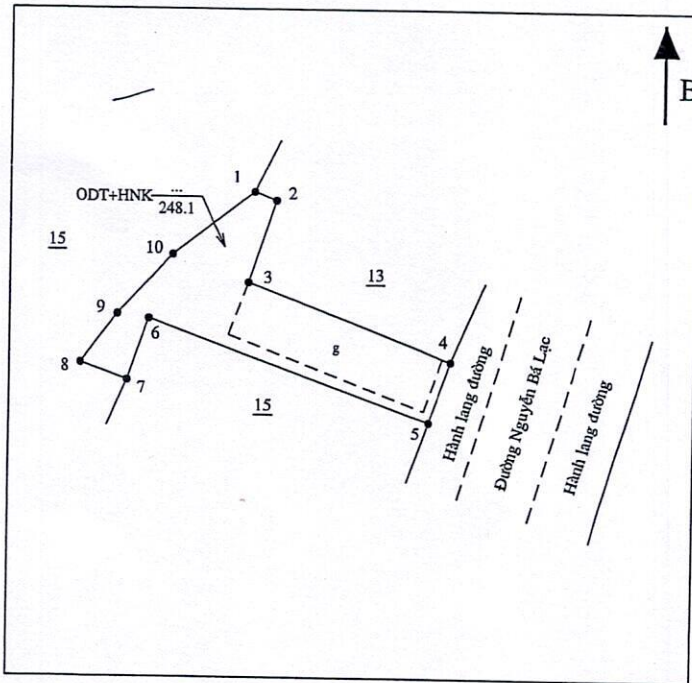 B
1
2
ODT+HNK ...
248.1
15
10
3
13
9
6
4
g
8
7
15
5
Hành lang đường
Đường Nguyễn Bá Lạc
Hành lang đường